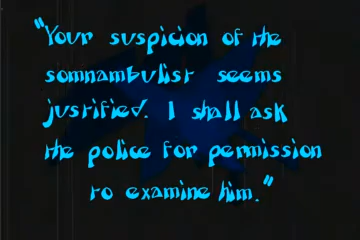 "Your suspicion of the
somnambulist seems
justified. I shall ask
the police for permission
to examine him."